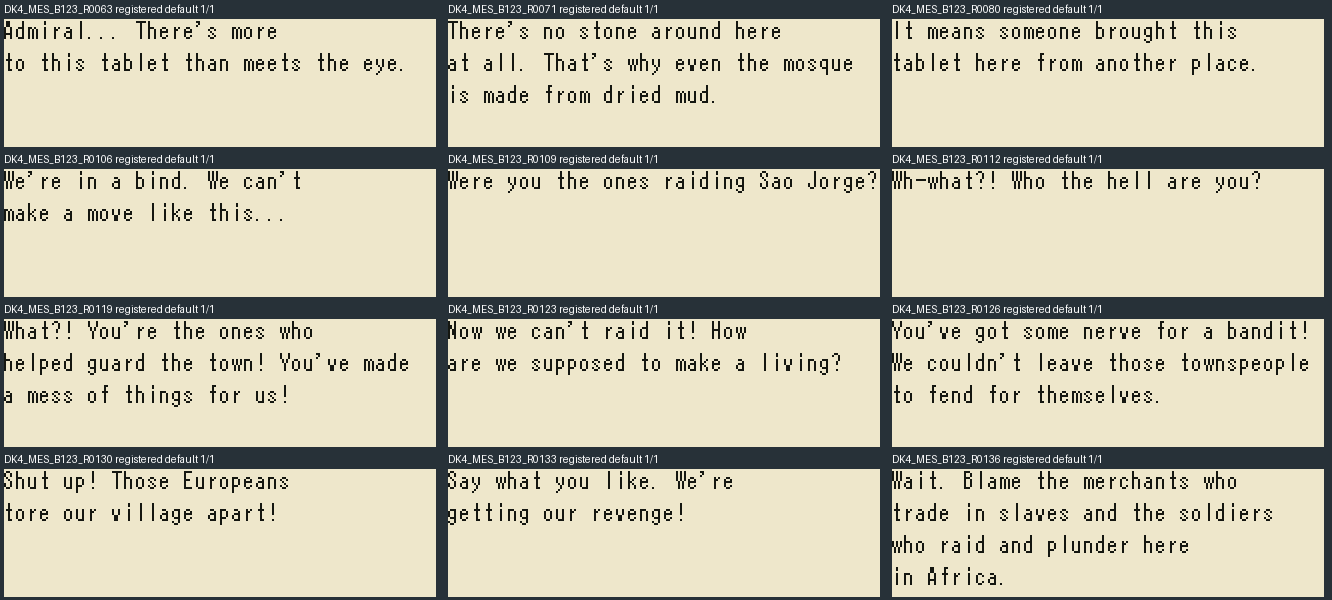 DK4_MES_B123_R0063 registered default 1/1
Admiral... There's more
to this tablet than meets the eye.
DK4_MES_B123_R0071 registered default 1/1
There's no stone around here
at all. That's why even the mosque
is made from dried mud.
DK4_MES_B123_R0080 registered default 1/1
It means someone brought this
tablet here from another place.
DK4_MES_B123_R0106 registered default 1/1
We're in a bind. We can't
make a move like this...
DK4_MES_B123_R0109 registered default 1/1
Were you the ones raiding Sao Jorge?
DK4_MES_B123_R0112 registered default 1/1
Wh-what?! Who the hell are you?
DK4_MES_B123_R0119 registered default 1/1
What?! You're the ones who
helped guard the town! You've made
a mess of things for us!
DK4_MES_B123_R0123 registered default 1/1
Now we can't raid it! How
are we supposed to make a living?
DK4_MES_B123_R0126 registered default 1/1
You've got some nerve for a bandit!
We couldn't leave those townspeople
to fend for themselves.
DK4_MES_B123_R0130 registered default 1/1
Shut up! Those Europeans
tore our village apart!
DK4_MES_B123_R0133 registered default 1/1
Say what you like. We're
getting our revenge!
DK4_MES_B123_R0136 registered default 1/1
Wait. Blame the merchants who
trade in slaves and the soldiers
who raid and plunder here
in Africa.